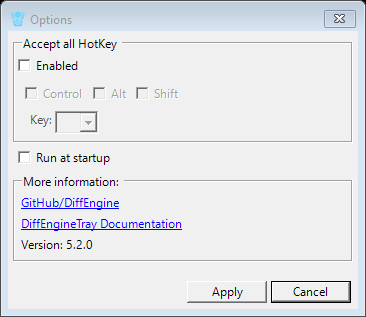 Options
Accept all HotKey
Enabled
Control Alt Shift
Key:
Run at startup
More information:
GitHub/DiffEngine
DiffEngineTray Documentation
Version: 5.2.0
Apply Cancel